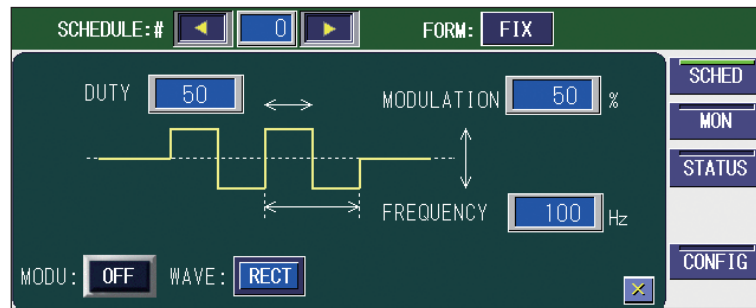 SCHEDULE:# 0 FORM: FIX
SCHED
DUTY 50 MODULATION 50 %
MON
STATUS
FREQUENCY 100 Hz
MODU: OFF WAVE: RECT
CONFIG